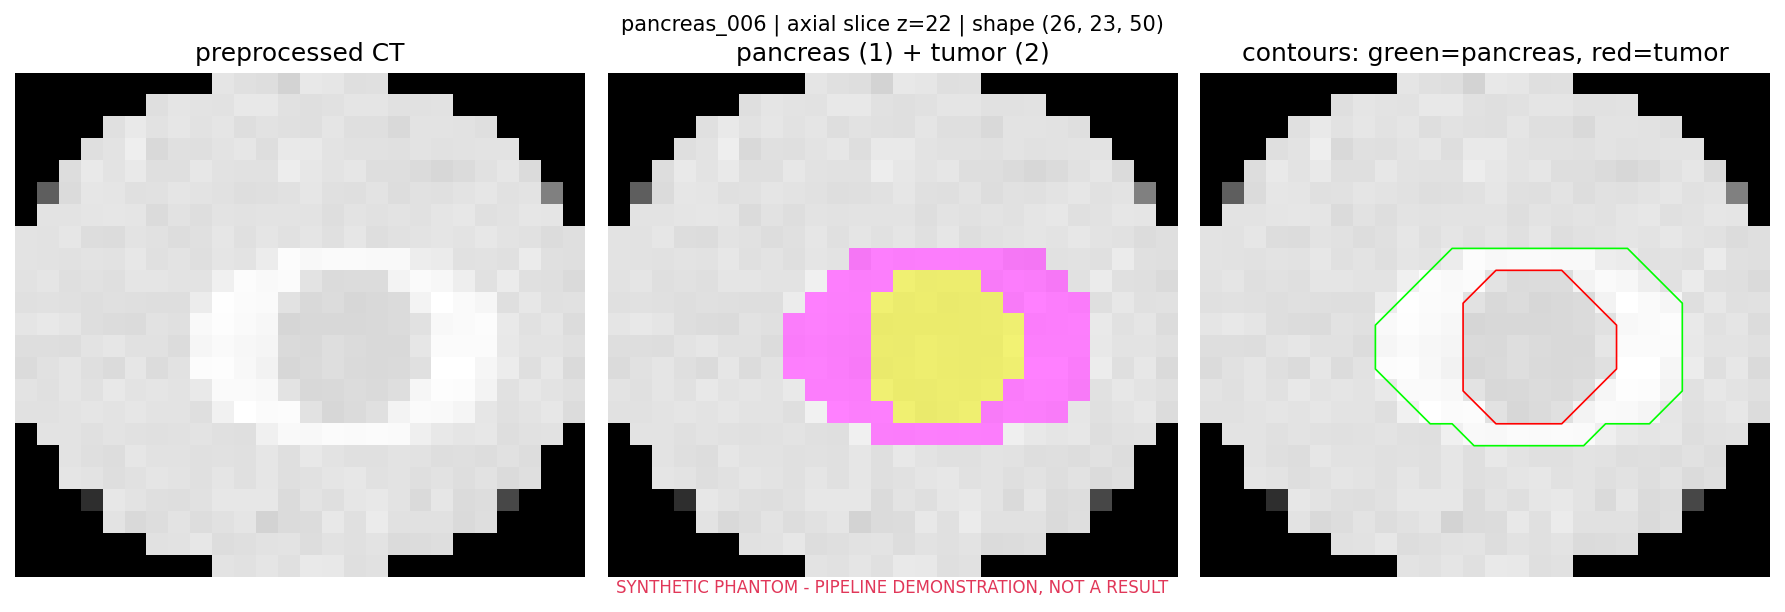 pancreas_006 | axial slice z=22 | shape (26, 23, 50)
preprocessed CT
pancreas (1) + tumor (2)
contours: green=pancreas, red=tumor
SYNTHETIC PHANTOM - PIPELINE DEMONSTRATION, NOT A RESULT